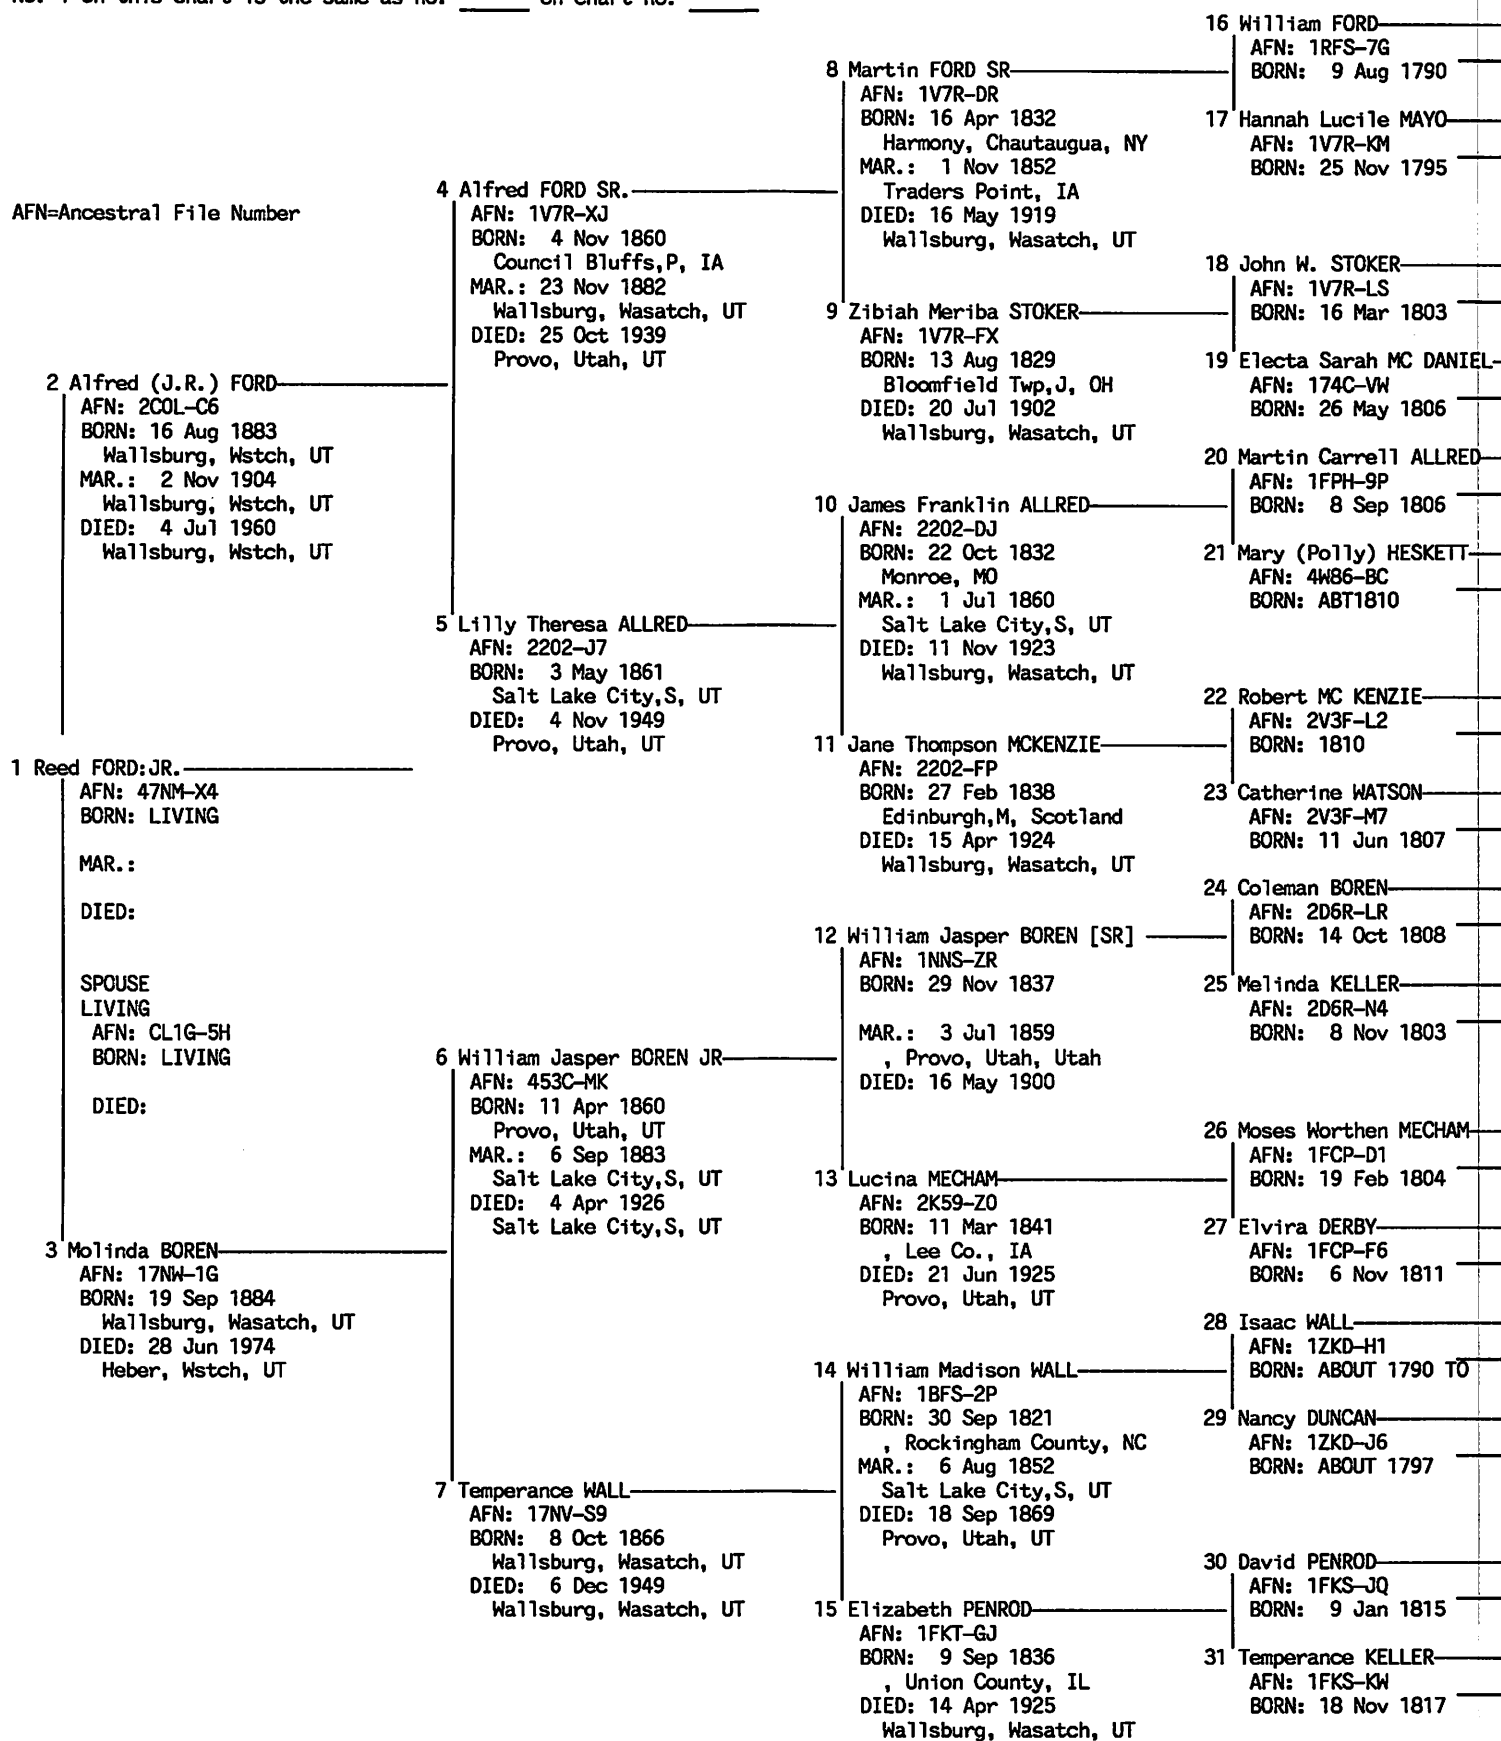 No. 1 on this chart is the same as no. _____ on chart no. _____
AFN=Ancestral File Number
1 Reed FORD:JR.
AFN: 47NM-X4
BORN: LIVING
MAR.:
DIED:
SPOUSE
LIVING
AFN: CL1G-5H
BORN: LIVING
DIED:
2 Alfred (J.R.) FORD
AFN: 2C0L-C6
BORN: 16 Aug 1883
Wallsburg, Wstch, UT
MAR.: 2 Nov 1904
Wallsburg, Wstch, UT
DIED: 4 Jul 1960
Wallsburg, Wstch, UT
3 Molinda BOREN
AFN: 17NW-1G
BORN: 19 Sep 1884
Wallsburg, Wasatch, UT
DIED: 28 Jun 1974
Heber, Wstch, UT
4 Alfred FORD SR.
AFN: 1V7R-XJ
BORN: 4 Nov 1860
Council Bluffs,P, IA
MAR.: 23 Nov 1882
Wallsburg, Wasatch, UT
DIED: 25 Oct 1939
Provo, Utah, UT
5 Lilly Theresa ALLRED
AFN: 2202-J7
BORN: 3 May 1861
Salt Lake City,S, UT
DIED: 4 Nov 1949
Provo, Utah, UT
6 William Jasper BOREN JR
AFN: 453C-MK
BORN: 11 Apr 1860
Provo, Utah, UT
MAR.: 6 Sep 1883
Salt Lake City,S, UT
DIED: 4 Apr 1926
Salt Lake City,S, UT
7 Temperance WALL
AFN: 17NV-S9
BORN: 8 Oct 1866
Wallsburg, Wasatch, UT
DIED: 6 Dec 1949
Wallsburg, Wasatch, UT
8 Martin FORD SR
AFN: 1V7R-DR
BORN: 16 Apr 1832
Harmony, Chautaugua, NY
MAR.: 1 Nov 1852
Traders Point, IA
DIED: 16 May 1919
Wallsburg, Wasatch, UT
9 Zibiah Meriba STOKER
AFN: 1V7R-FX
BORN: 13 Aug 1829
Bloomfield Twp,J, OH
DIED: 20 Jul 1902
Wallsburg, Wasatch, UT
10 James Franklin ALLRED
AFN: 2202-DJ
BORN: 22 Oct 1832
Monroe, MO
MAR.: 1 Jul 1860
Salt Lake City,S, UT
DIED: 11 Nov 1923
Wallsburg, Wasatch, UT
11 Jane Thompson MCKENZIE
AFN: 2202-FP
BORN: 27 Feb 1838
Edinburgh,M, Scotland
DIED: 15 Apr 1924
Wallsburg, Wasatch, UT
12 William Jasper BOREN [SR]
AFN: 1NNS-ZR
BORN: 29 Nov 1837
MAR.: 3 Jul 1859
, Provo, Utah, Utah
DIED: 16 May 1900
13 Lucina MECHAM
AFN: 2K59-Z0
BORN: 11 Mar 1841
, Lee Co., IA
DIED: 21 Jun 1925
Provo, Utah, UT
14 William Madison WALL
AFN: 1BFS-2P
BORN: 30 Sep 1821
, Rockingham County, NC
MAR.: 6 Aug 1852
Salt Lake City,S, UT
DIED: 18 Sep 1869
Provo, Utah, UT
15 Elizabeth PENROD
AFN: 1FKT-GJ
BORN: 9 Sep 1836
, Union County, IL
DIED: 14 Apr 1925
Wallsburg, Wasatch, UT
16 William FORD
AFN: 1RFS-7G
BORN: 9 Aug 1790
17 Hannah Lucile MAYO
AFN: 1V7R-KM
BORN: 25 Nov 1795
18 John W. STOKER
AFN: 1V7R-LS
BORN: 16 Mar 1803
19 Electa Sarah MC DANIEL
AFN: 174C-VW
BORN: 26 May 1806
20 Martin Carrell ALLRED
AFN: 1FPH-9P
BORN: 8 Sep 1806
21 Mary (Polly) HESKETT
AFN: 4W86-BC
BORN: ABT1810
22 Robert MC KENZIE
AFN: 2V3F-L2
BORN: 1810
23 Catherine WATSON
AFN: 2V3F-M7
BORN: 11 Jun 1807
24 Coleman BOREN
AFN: 2D6R-LR
BORN: 14 Oct 1808
25 Melinda KELLER
AFN: 2D6R-N4
BORN: 8 Nov 1803
26 Moses Worthen MECHAM
AFN: 1FCP-D1
BORN: 19 Feb 1804
27 Elvira DERBY
AFN: 1FCP-F6
BORN: 6 Nov 1811
28 Isaac WALL
AFN: 1ZKD-H1
BORN: ABOUT 1790 TO
29 Nancy DUNCAN
AFN: 1ZKD-J6
BORN: ABOUT 1797
30 David PENROD
AFN: 1FKS-JQ
BORN: 9 Jan 1815
31 Temperance KELLER
AFN: 1FKS-KW
BORN: 18 Nov 1817